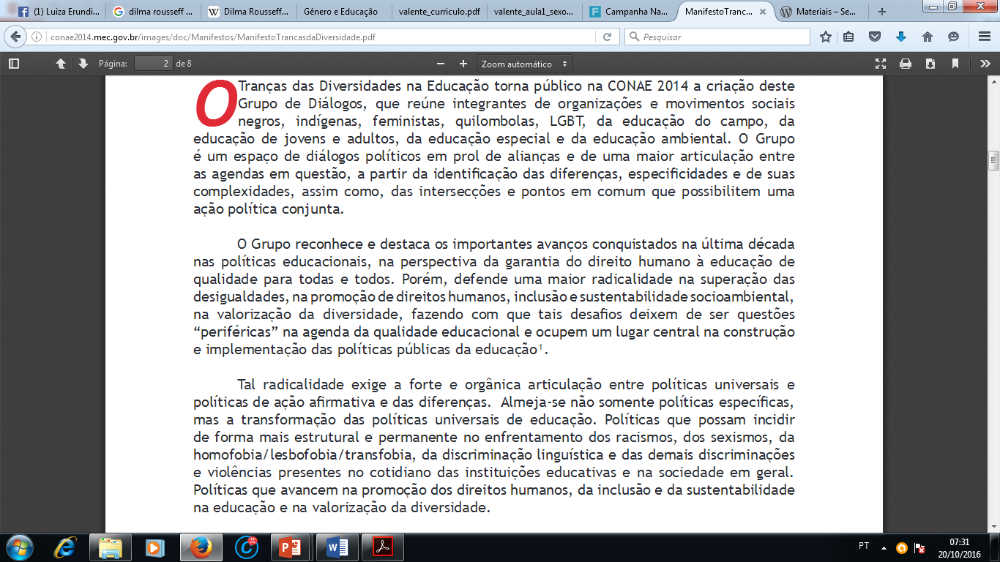 (1) Luiza Erundi...
dilma rousseff ...
Dilma Rousseff...
Gênero e Educação
valente_curriculo.pdf
valente_aula1_sexo...
Campanha Na...
ManifestoTranc...
Materiais – Se...
conae2014.mec.gov.br/images/doc/Manifestos/ManifestoTrancasdaDiversidade.pdf
Pesquisar
Página: 2 de 8
Zoom automático
O Tranças das Diversidades na Educação torna público na CONAE 2014 a criação deste
Grupo de Diálogos, que reúne integrantes de organizações e movimentos sociais
negros, indígenas, feministas, quilombolas, LGBT, da educação do campo, da
educação de jovens e adultos, da educação especial e da educação ambiental. O Grupo
é um espaço de diálogos políticos em prol de alianças e de uma maior articulação entre
as agendas em questão, a partir da identificação das diferenças, especificidades e de suas
complexidades, assim como, das intersecções e pontos em comum que possibilitem uma
ação política conjunta.
O Grupo reconhece e destaca os importantes avanços conquistados na última década
nas políticas educacionais, na perspectiva da garantia do direito humano à educação de
qualidade para todas e todos. Porém, defende uma maior radicalidade na superação das
desigualdades, na promoção de direitos humanos, inclusão e sustentabilidade socioambiental,
na valorização da diversidade, fazendo com que tais desafios deixem de ser questões
“periféricas” na agenda da qualidade educacional e ocupem um lugar central na construção
e implementação das políticas públicas da educação¹.
Tal radicalidade exige a forte e orgânica articulação entre políticas universais e
políticas de ação afirmativa e das diferenças. Almeja-se não somente políticas específicas,
mas a transformação das políticas universais de educação. Políticas que possam incidir
de forma mais estrutural e permanente no enfrentamento dos racismos, dos sexismos, da
homofobia/lesbofobia/transfobia, da discriminação linguística e das demais discriminações
e violências presentes no cotidiano das instituições educativas e na sociedade em geral.
Políticas que avancem na promoção dos direitos humanos, da inclusão e da sustentabilidade
na educação e na valorização da diversidade.
PT
07:31
20/10/2016